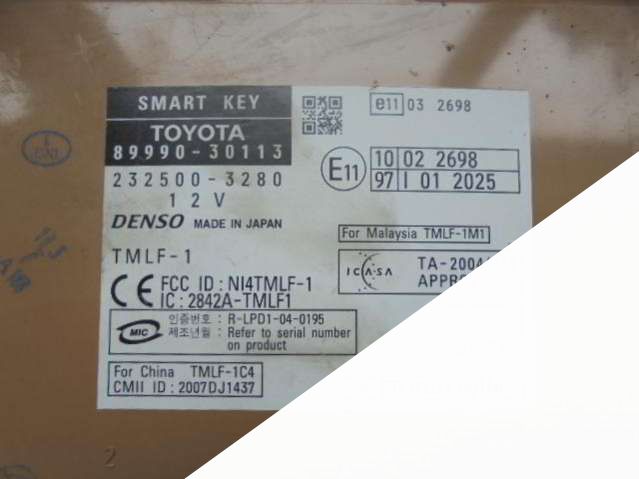 SMART KEY
TOYOTA
89990-30113
232500-3280
12V
DENSO MADE IN JAPAN
TMLF-1
FCC ID : NI4TMLF-1
IC : 2842A-TMLF1
MIC
인증번호 : R-LPD1-04-0195
제조년월 : Refer to serial number
on product
For China TMLF-1C4
CMII ID : 2007DJ1437
e11 03 2698
E11
10 02 2698
97 I 01 2025
For Malaysia TMLF-1M1
ICASA
2